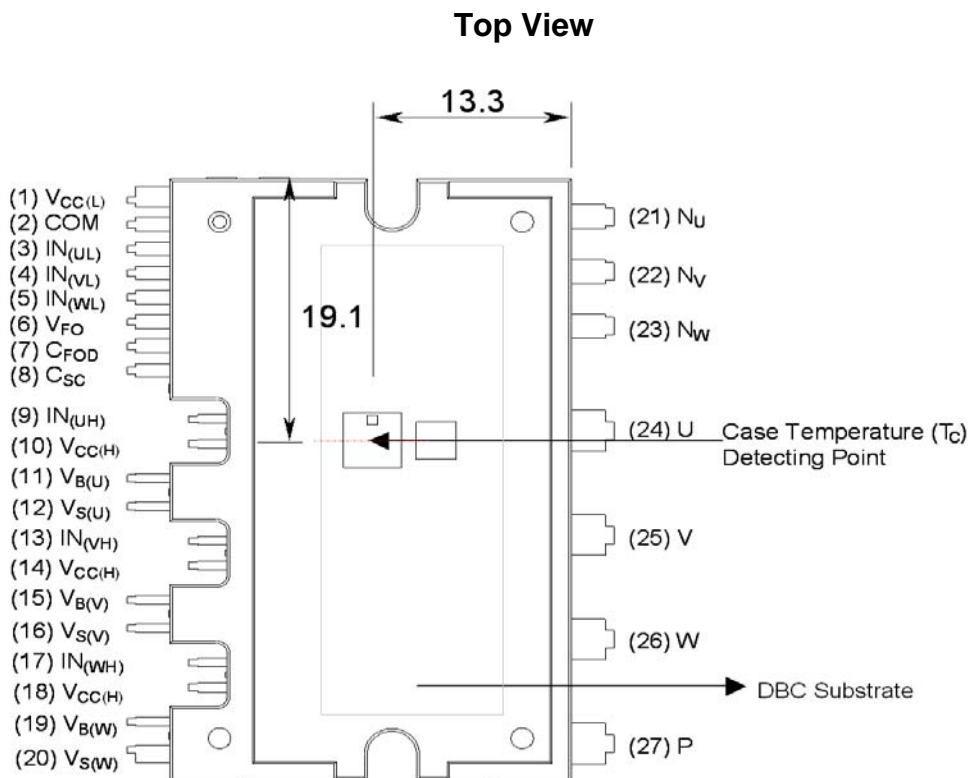 Top View
13.3
19.1
(1) VCC(L)
(2) COM
(3) IN(UL)
(4) IN(VL)
(5) IN(WL)
(6) VFO
(7) CFOD
(8) CSC
(9) IN(UH)
(10) VCC(H)
(11) VB(U)
(12) VS(U)
(13) IN(VH)
(14) VCC(H)
(15) VB(V)
(16) VS(V)
(17) IN(WH)
(18) VCC(H)
(19) VB(W)
(20) VS(W)
(21) NU
(22) NV
(23) NW
(24) U
Case Temperature (TC)
Detecting Point
(25) V
(26) W
DBC Substrate
(27) P